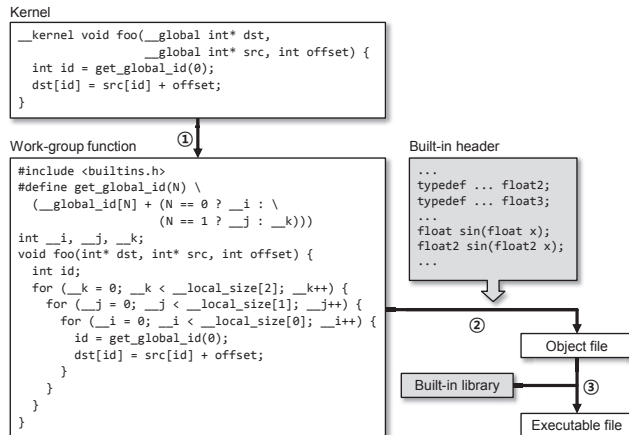 Kernel
__kernel void foo(__global int* dst,
                  __global int* src, int offset) {
  int id = get_global_id(0);
  dst[id] = src[id] + offset;
}
①
Work-group function
#include <builtins.h>
#define get_global_id(N) \
  (__global_id[N] + (N == 0 ? __i : \
                    (N == 1 ? __j : __k)))
int __i, __j, __k;
void foo(int* dst, int* src, int offset) {
  int id;
  for (__k = 0; __k < __local_size[2]; __k++) {
    for (__j = 0; __j < __local_size[1]; __j++) {
      for (__i = 0; __i < __local_size[0]; __i++) {
        id = get_global_id(0);
        dst[id] = src[id] + offset;
      }
    }
  }
}
Built-in header
...
typedef ... float2;
typedef ... float3;
...
float sin(float x);
float2 sin(float2 x);
...
②
Object file
Built-in library
③
Executable file